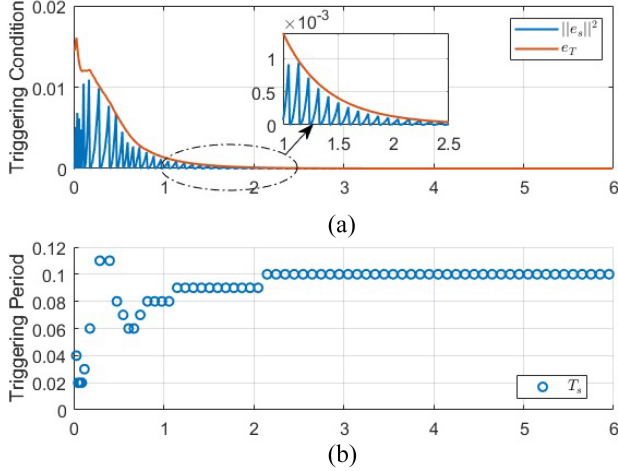 0.02
0.01
0
Triggering Condition
×10⁻³
1
0.5
0
1 1.5 2 2.5
||e_s||²
e_T
0 1 2 3 4 5 6
(a)
0.12
0.10
0.08
0.06
0.04
0.02
0
Triggering Period
T_s
0 1 2 3 4 5 6
(b)